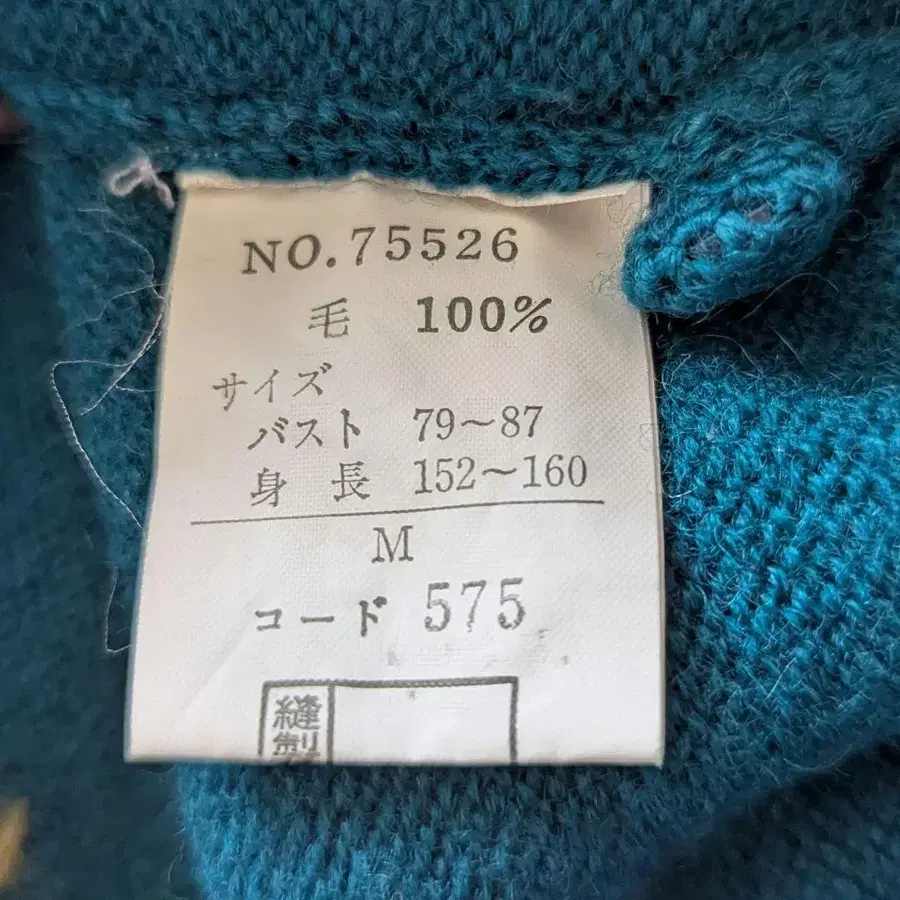 NO.75526
毛 100%
サイズ
バスト 79～87
身長 152～160
M
コード 575
縫製